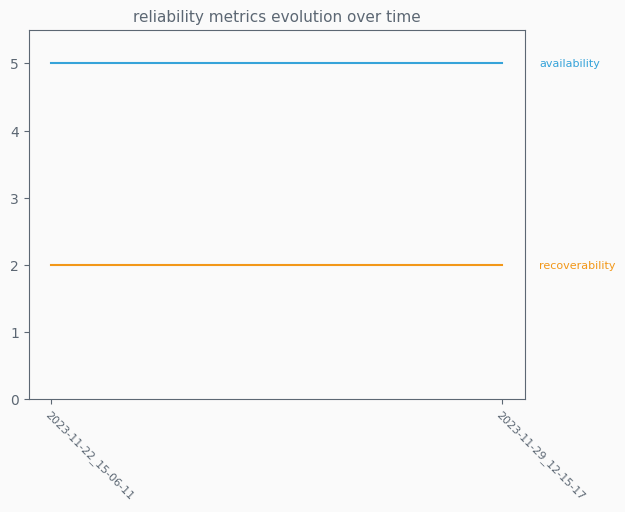 reliability metrics evolution over time
5
availability
4
3
2
recoverability
1
0
2023-11-22_15-06-11
2023-11-29_12-15-17